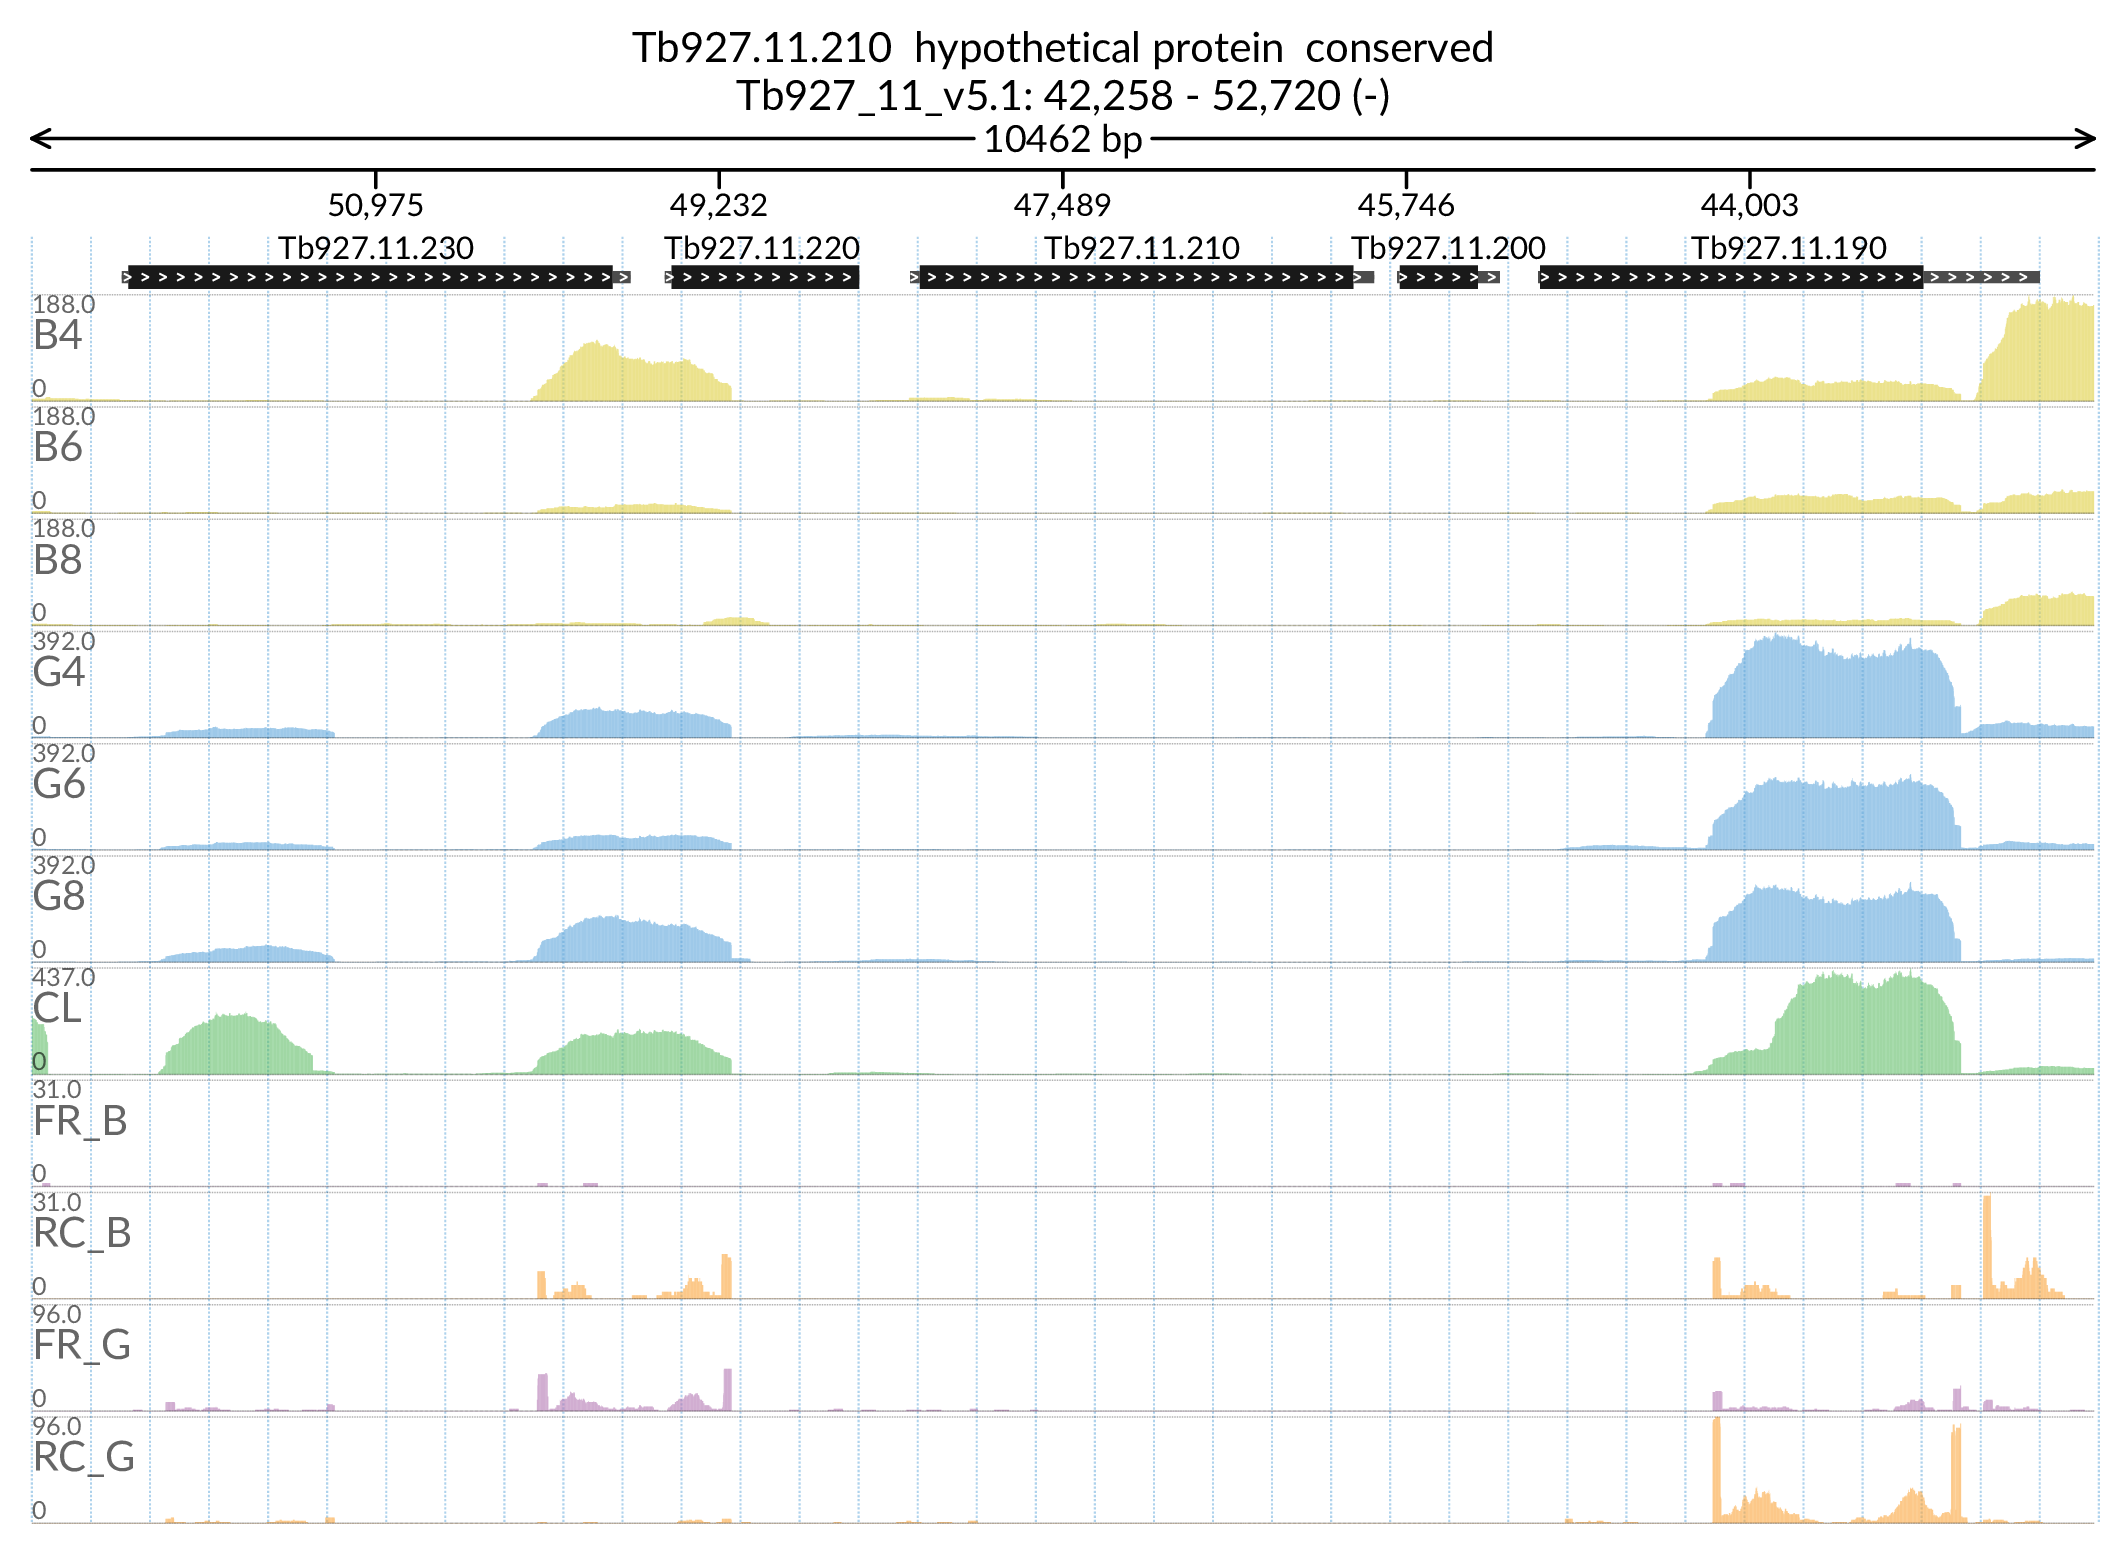 Tb927.11.210  hypothetical protein  conserved
Tb927_11_v5.1: 42,258 - 52,720 (-)
10462 bp
50,975 49,232 47,489 45,746 44,003
Tb927.11.230 Tb927.11.220 Tb927.11.210 Tb927.11.200 Tb927.11.190
188.0
B4
0
188.0
B6
0
188.0
B8
0
392.0
G4
0
392.0
G6
0
392.0
G8
0
437.0
CL
0
31.0
FR_B
0
31.0
RC_B
0
96.0
FR_G
0
96.0
RC_G
0